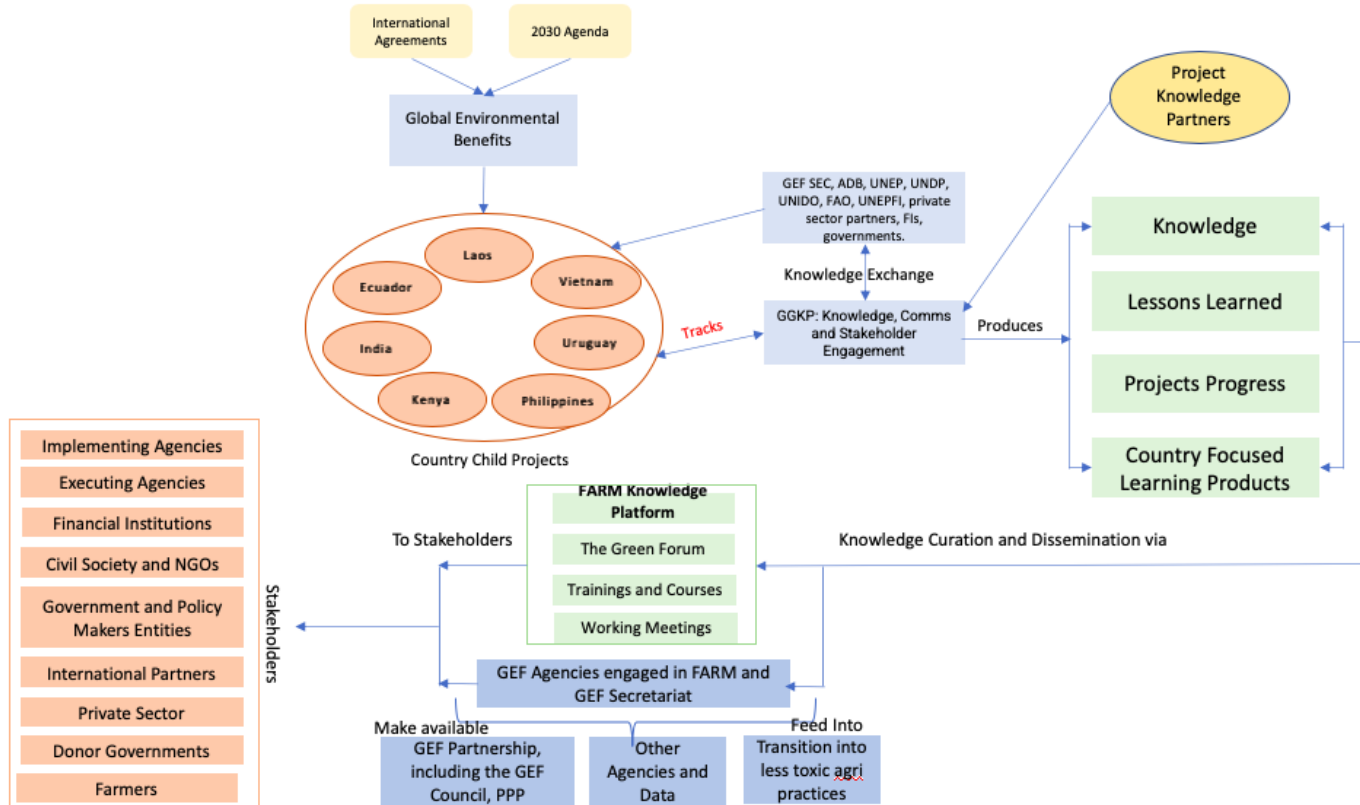 International
Agreements
2030 Agenda
Global Environmental
Benefits
Project
Knowledge
Partners
GEF SEC, ADB, UNEP, UNDP,
UNIDO, FAO, UNEPFI, private
sector partners, FIs,
governments.
Knowledge Exchange
GGKP: Knowledge, Comms
and Stakeholder
Engagement
Tracks
Produces
Laos
Ecuador
Vietnam
India
Uruguay
Kenya
Philippines
Country Child Projects
Knowledge
Lessons Learned
Projects Progress
Country Focused
Learning Products
Knowledge Curation and Dissemination via
FARM Knowledge
Platform
The Green Forum
Trainings and Courses
Working Meetings
To Stakeholders
GEF Agencies engaged in FARM and
GEF Secretariat
Make available
Feed Into
GEF Partnership,
including the GEF
Council, PPP
Other
Agencies and
Data
Transition into
less toxic agri
practices
Stakeholders
Implementing Agencies
Executing Agencies
Financial Institutions
Civil Society and NGOs
Government and Policy
Makers Entities
International Partners
Private Sector
Donor Governments
Farmers